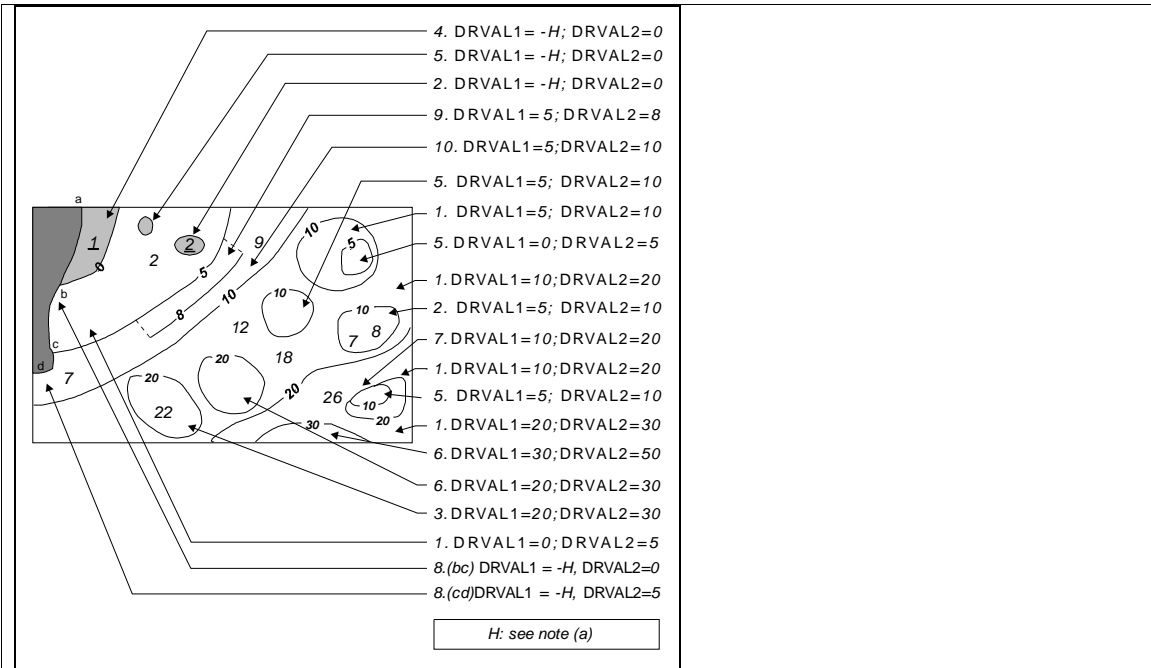 4. DRVAL1= -H; DRVAL2=0
5. DRVAL1= -H; DRVAL2=0
2. DRVAL1= -H; DRVAL2=0
9. DRVAL1= 5; DRVAL2=8
10. DRVAL1=5;DRVAL2=10
5. DRVAL1=5; DRVAL2=10
1. DRVAL1=5; DRVAL2=10
5. DRVAL1=0; DRVAL2=5
1. DRVAL1=10; DRVAL2=20
2. DRVAL1=5; DRVAL2=10
7. DRVAL1=10; DRVAL2=20
1. DRVAL1=10; DRVAL2=20
5. DRVAL1=5; DRVAL2=10
1. DRVAL1=20; DRVAL2=30
6. DRVAL1=30; DRVAL2=50
6. DRVAL1=20; DRVAL2=30
3. DRVAL1=20; DRVAL2=30
1. DRVAL1=0; DRVAL2=5
8.(bc) DRVAL1 = -H, DRVAL2=0
8.(cd)DRVAL1 = -H, DRVAL2=5
H: see note (a)
a
1
2
9
10
5
0
2
5
b
10
10
10
8
12
7
8
c
18
d
7
20
20
20
26
10
22
20
30